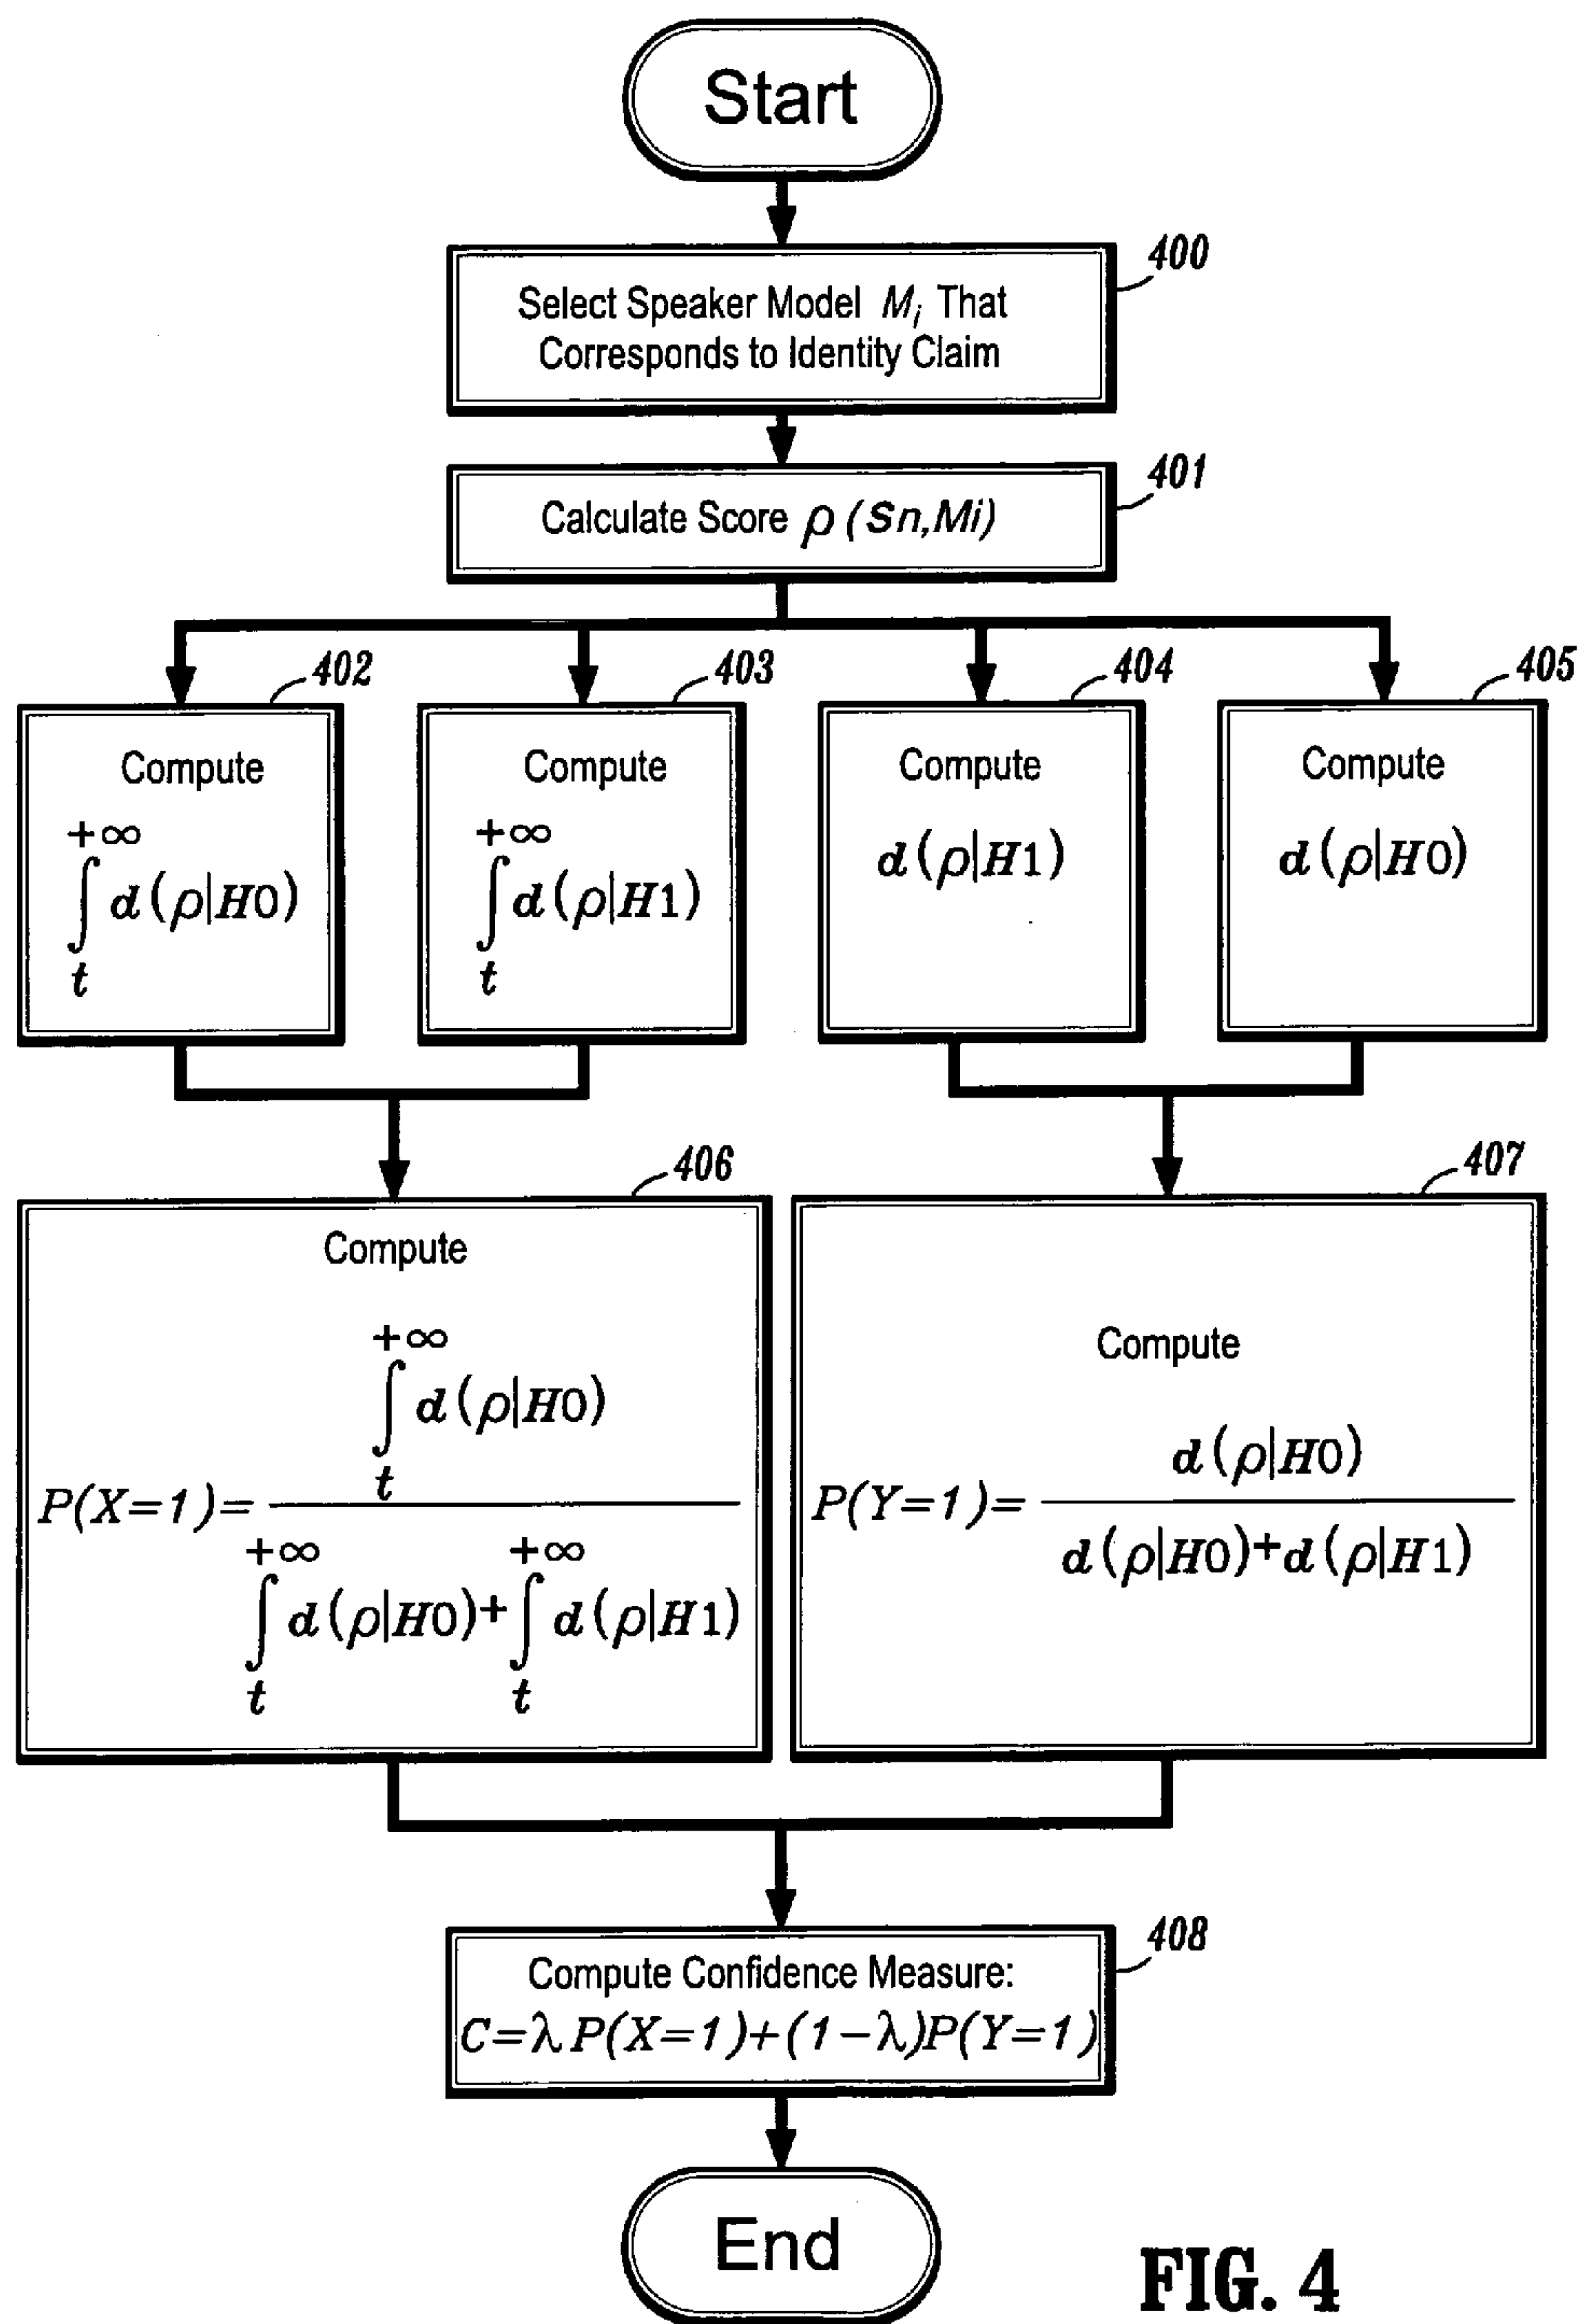 Start
400
Select Speaker Model Mi That
Corresponds to Identity Claim
401
Calculate Score ρ (Sn,Mi)
402
Compute
+∞
∫ d(ρ|H0)
t
403
Compute
+∞
∫ d(ρ|H1)
t
404
Compute
d(ρ|H1)
405
Compute
d(ρ|H0)
406
Compute
+∞
∫ d(ρ|H0)
t
P(X=1)=
+∞ +∞
∫ d(ρ|H0)+∫ d(ρ|H1)
t t
407
Compute
d(ρ|H0)
P(Y=1)=
d(ρ|H0)+d(ρ|H1)
408
Compute Confidence Measure:
C=λ P(X=1)+(1-λ)P(Y=1)
End
FIG. 4